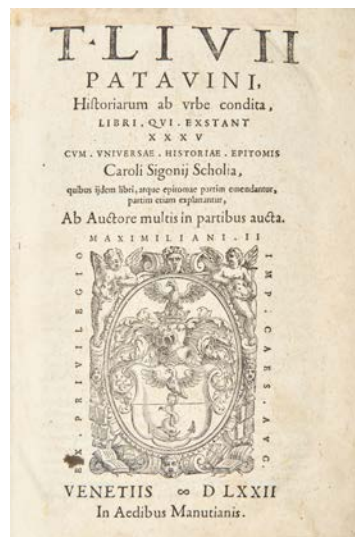 T. LIVII
PATAVINI,
Hiſtoriarum ab vrbe condita,
LIBRI . QVI . EXSTANT
XXXV
CVM . VNIVERSAE . HISTORIAE . EPITOMIS
Caroli Sigonij Scholia,
quibus ijdem libri, atque epitomae partim emendantur,
partim etiam explanantur,
Ab Auctore multis in partibus aucta.
MAXIMILIANI . II
IMP . CAES . AVG .
EX . PRIVILEGIO
VENETIIS ∞ D LXXII
In Aedibus Manutianis.